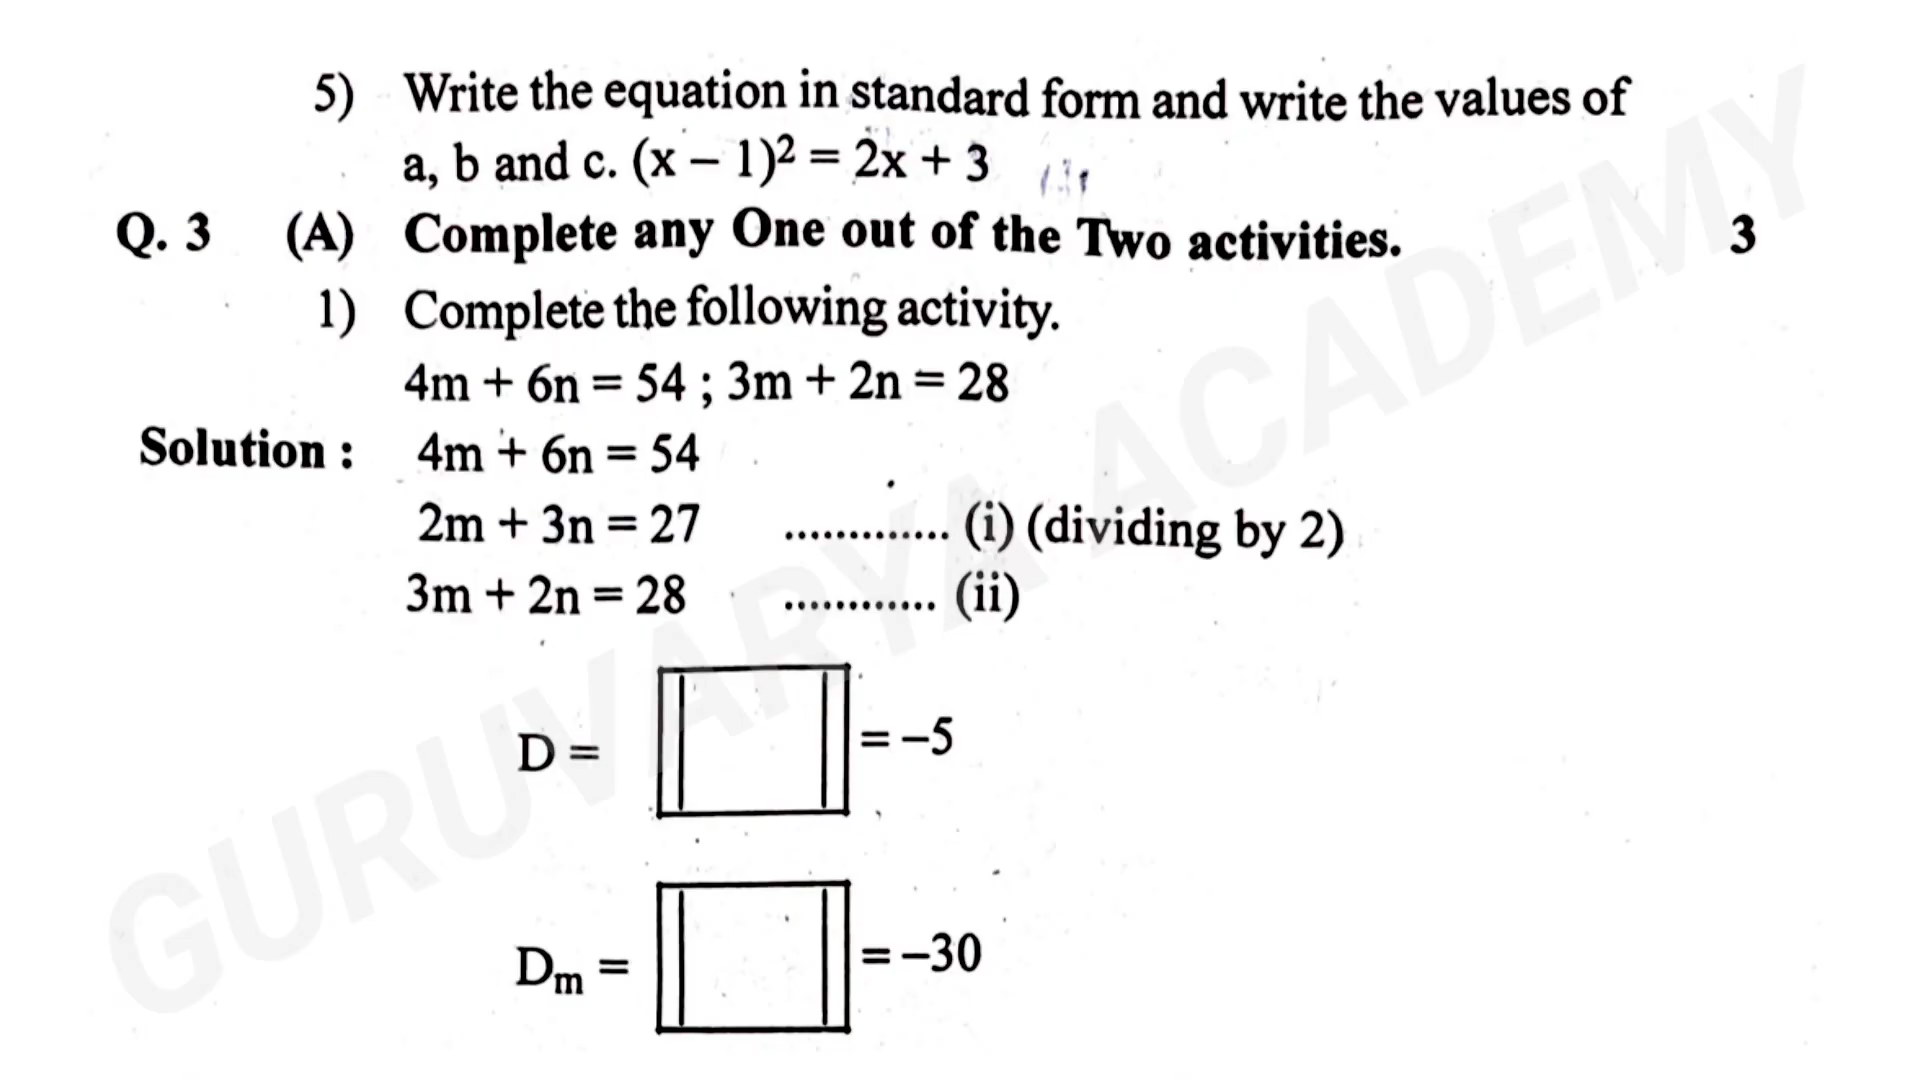 5) Write the equation in standard form and write the values of
a, b and c. (x – 1)² = 2x + 3
Q. 3 (A) Complete any One out of the Two activities. 3
1) Complete the following activity.
4m + 6n = 54 ; 3m + 2n = 28
Solution : 4m + 6n = 54
2m + 3n = 27 ............. (i) (dividing by 2)
3m + 2n = 28 ............ (ii)
D = | | = –5
Dₘ = | | = –30
GURUVARYA ACADEMY